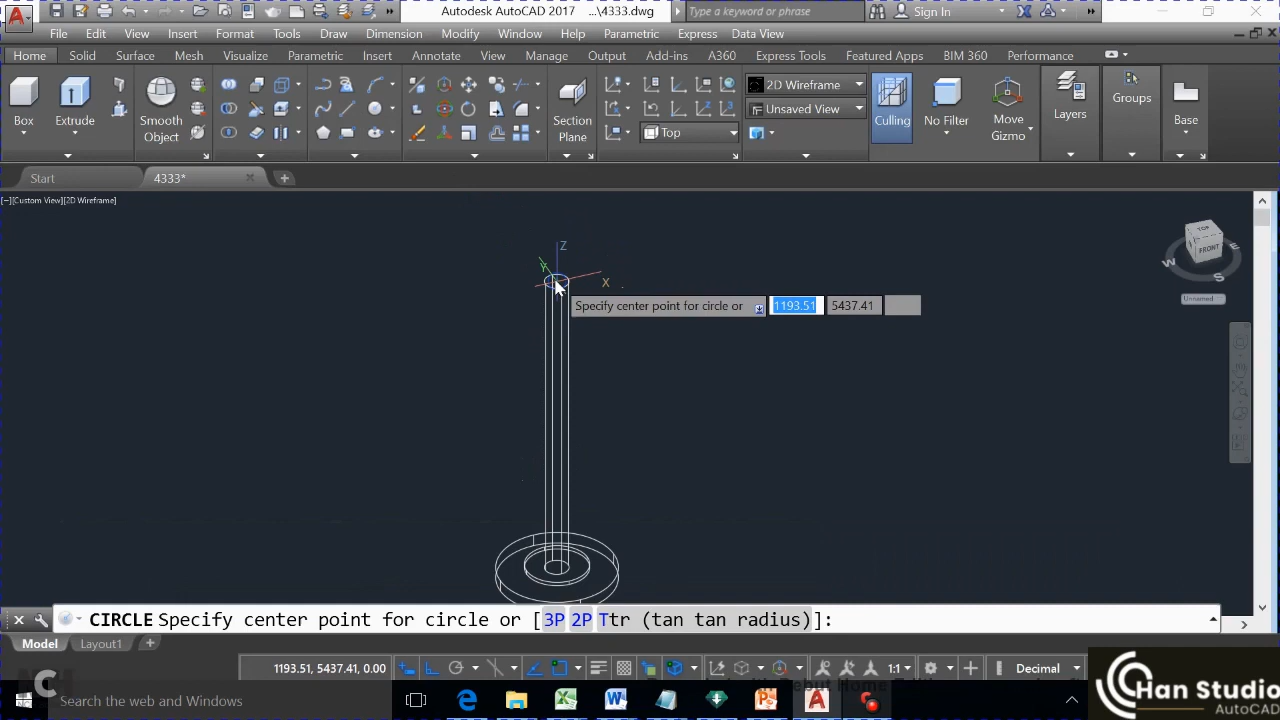 Autodesk AutoCAD 2017 ...\4333.dwg
Type a keyword or phrase
Sign In
File Edit View Insert Format Tools Draw Dimension Modify Window Help Parametric Express Data View
Home Solid Surface Mesh Visualize Parametric Insert Annotate View Manage Output Add-ins A360 Express Tools Featured Apps BIM 360 Performance
Box
Extrude
Smooth
Object
Section
Plane
2D Wireframe
Unsaved View
Top
Culling
No Filter
Move
Gizmo
Layers
Groups
Base
Start
4333*
[−][Custom View][2D Wireframe]
TOP
FRONT
W
E
S
Unnamed
Z
Y
X
Specify center point for circle or 1193.51 5437.41
CIRCLE Specify center point for circle or [3P 2P Ttr (tan tan radius)]:
Model Layout1
1193.51, 5437.41, 0.00
1:1
Decimal
Search the web and Windows
Han Studio
AutoCAD